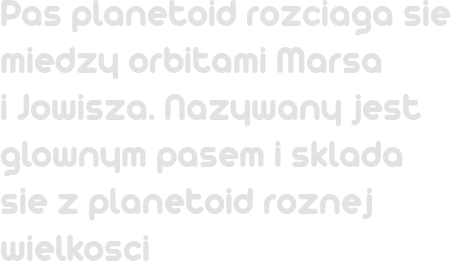 Pas planetoid rozciaga sie
miedzy orbitami Marsa
i Jowisza. Nazywany jest
glownym pasem i sklada
sie z planetoid roznej
wielkosci